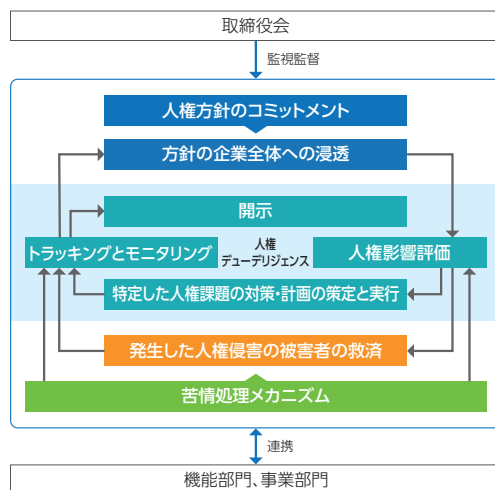 取締役会
監視監督
人権方針のコミットメント
方針の企業全体への浸透
開示
トラッキングとモニタリング
人権
デューデリジェンス
人権影響評価
特定した人権課題の対策・計画の策定と実行
発生した人権侵害の被害者の救済
苦情処理メカニズム
連携
機能部門、事業部門